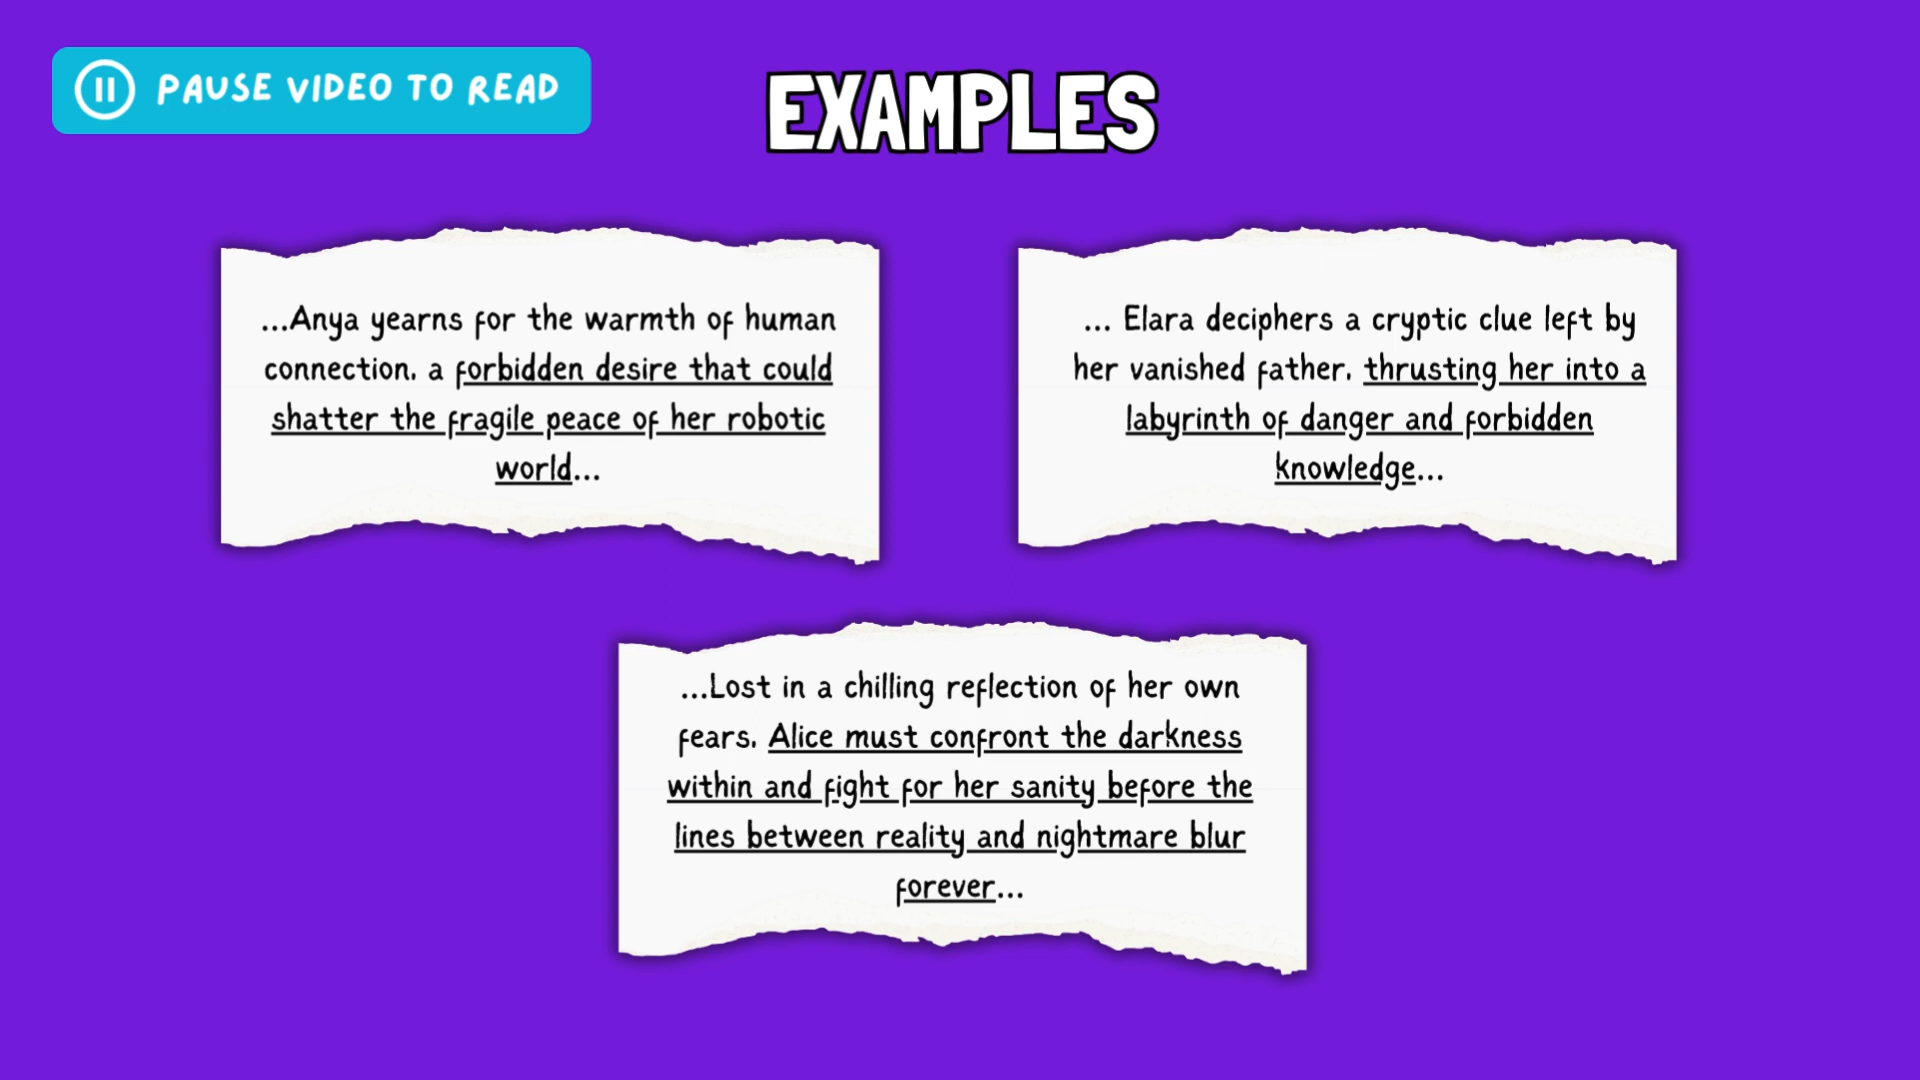 PAUSE VIDEO TO READ
EXAMPLES
...Anya yearns for the warmth of human
connection, a forbidden desire that could
shatter the fragile peace of her robotic
world...
... Elara deciphers a cryptic clue left by
her vanished father, thrusting her into a
labyrinth of danger and forbidden
knowledge...
...Lost in a chilling reflection of her own
fears, Alice must confront the darkness
within and fight for her sanity before the
lines between reality and nightmare blur
forever...